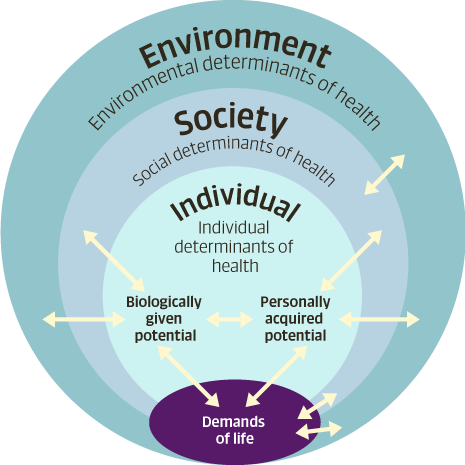 Environment
Environmental determinants of health
Society
Social determinants of health
Individual
Individual
determinants of
health
Biologically
given
potential
Personally
acquired
potential
Demands
of life